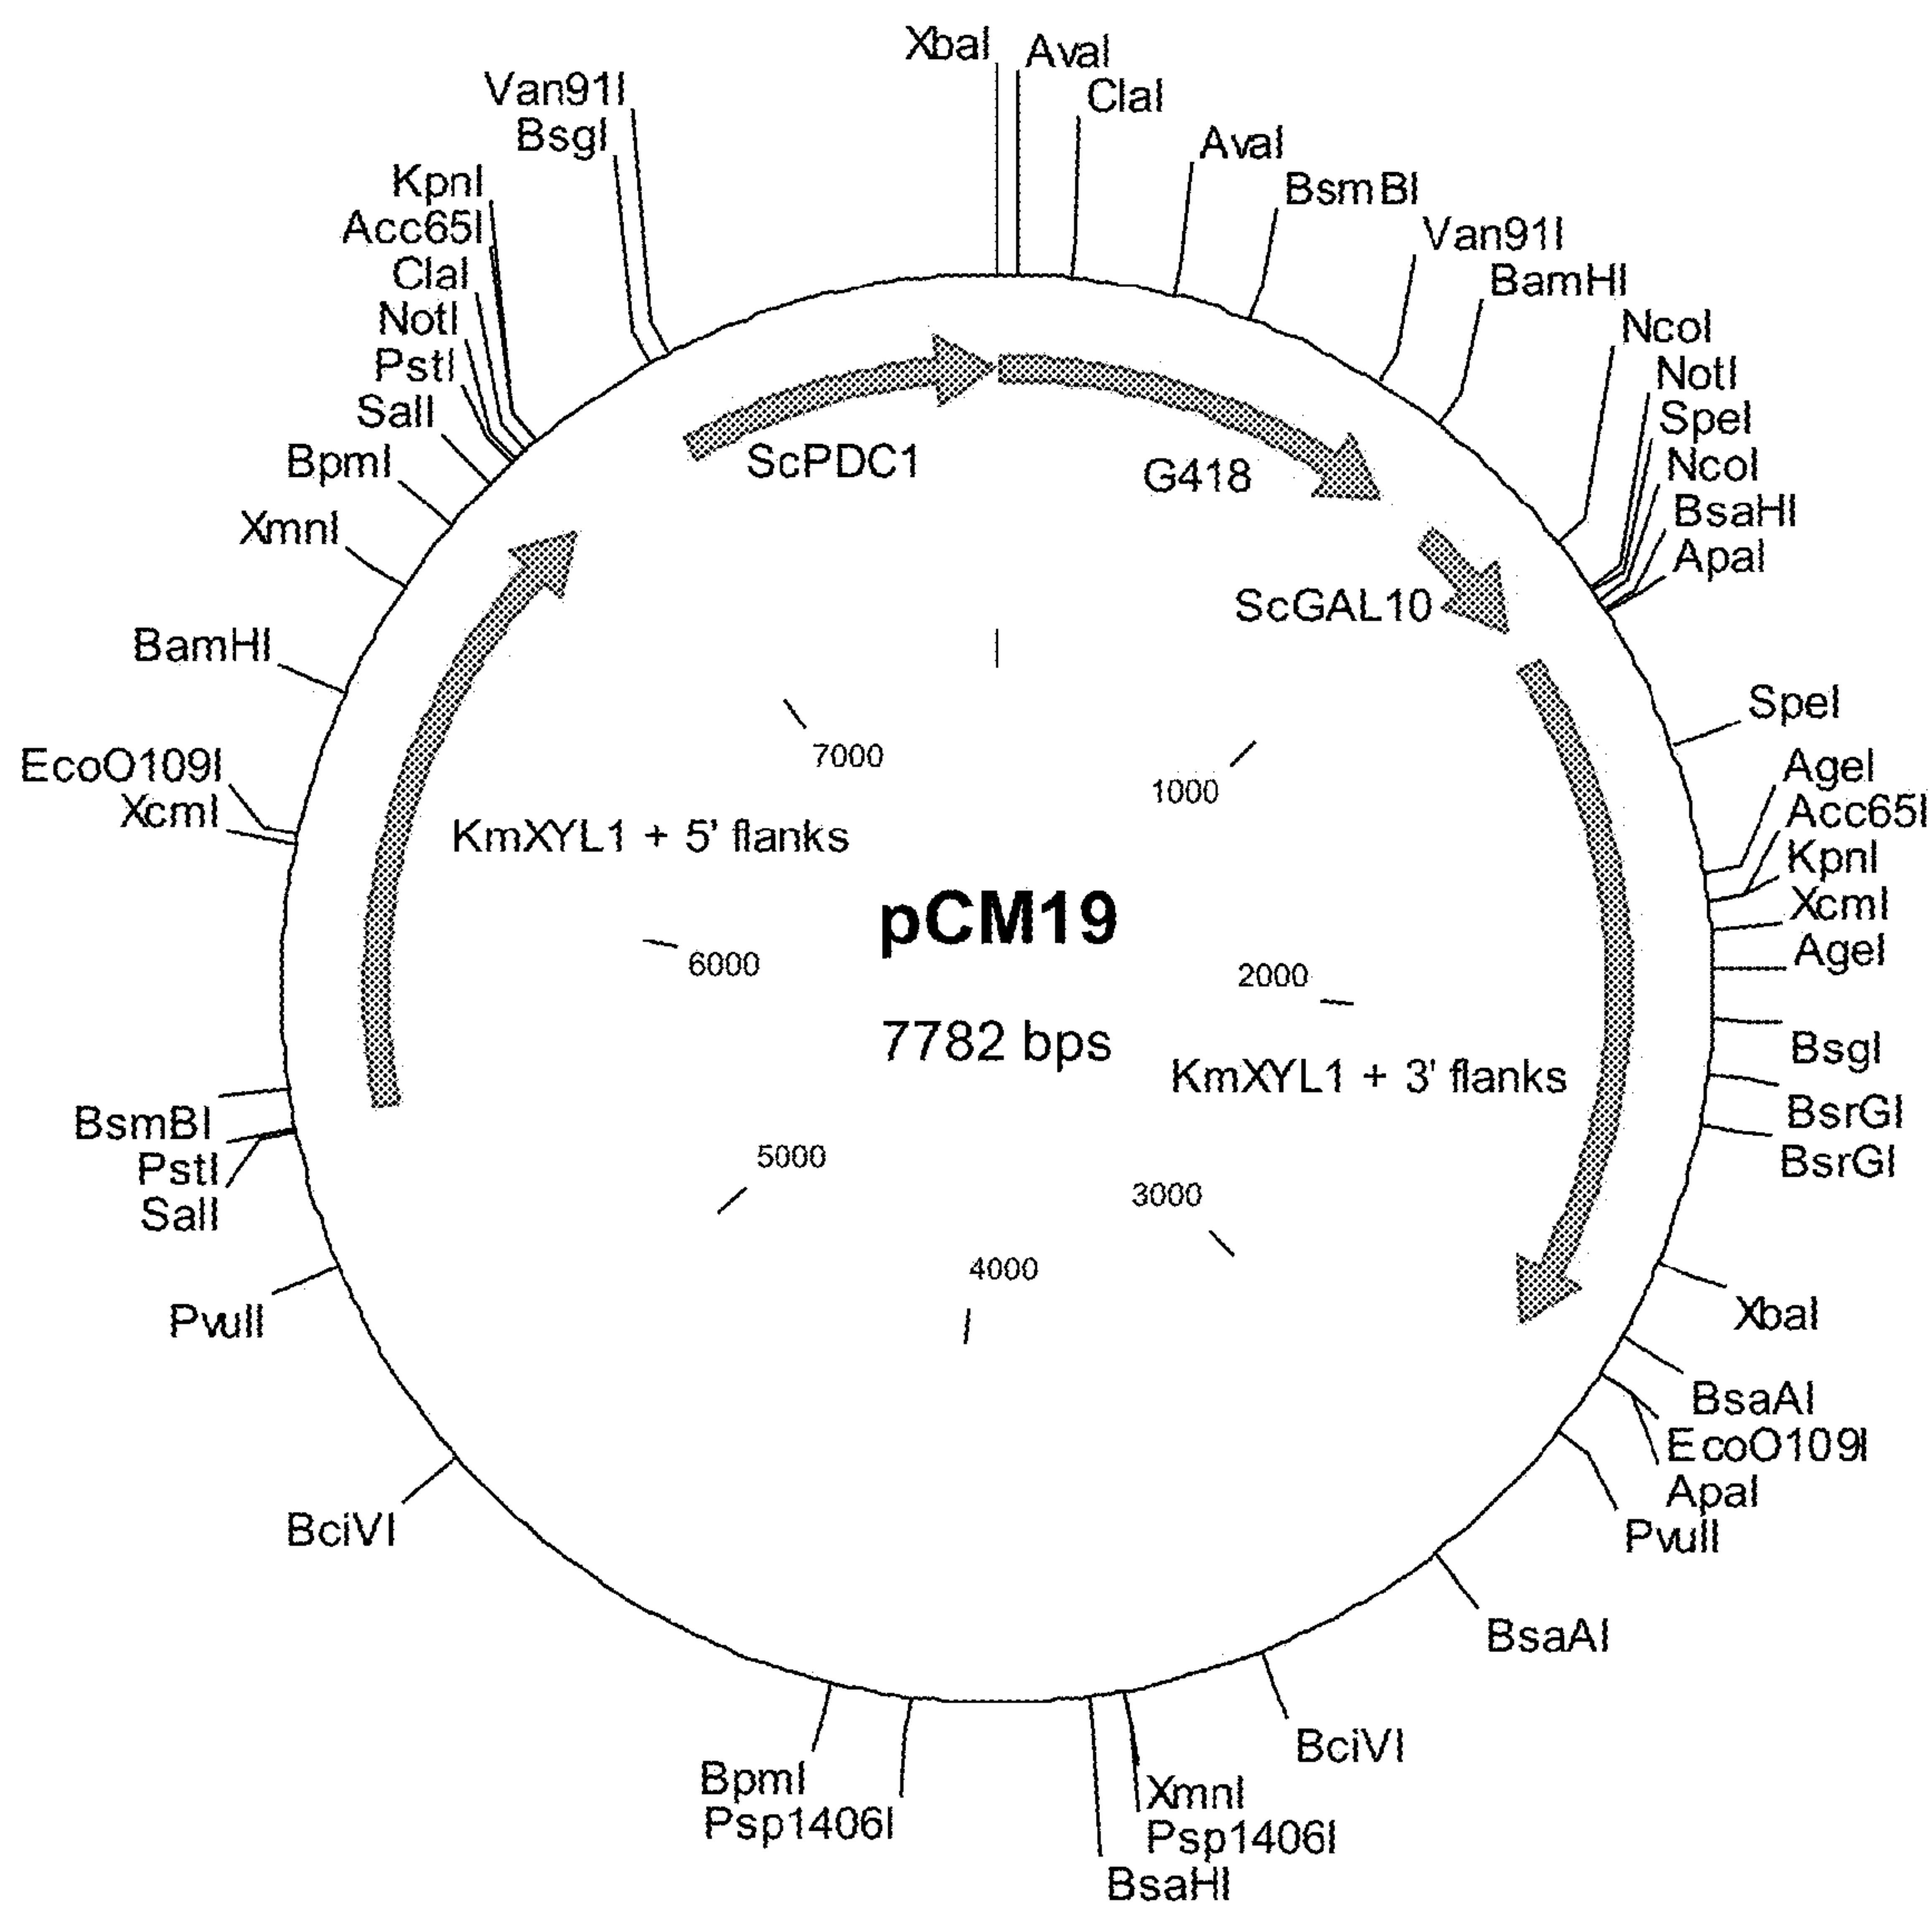 XbaI
AvaI
ClaI
AvaI
BsmBI
Van91I
BamHI
NcoI
NotI
SpeI
NcoI
BsaHI
ApaI
SpeI
AgeI
Acc65I
KpnI
XcmI
AgeI
BsgI
BsrGI
BsrGI
XbaI
BsaAI
EcoO109I
ApaI
PvuII
BsaAI
BciVI
XmnI
Psp1406I
BsaHI
Psp1406I
BpmI
BciVI
PvuII
SalI
PstI
BsmBI
XcmI
EcoO109I
BamHI
XmnI
BpmI
SalI
PstI
NotI
ClaI
Acc65I
KpnI
BsgI
Van91I
ScPDC1
G418
ScGAL10
KmXYL1 + 5' flanks
KmXYL1 + 3' flanks
7000
1000
6000
2000
5000
3000
4000
pCM19
7782 bps